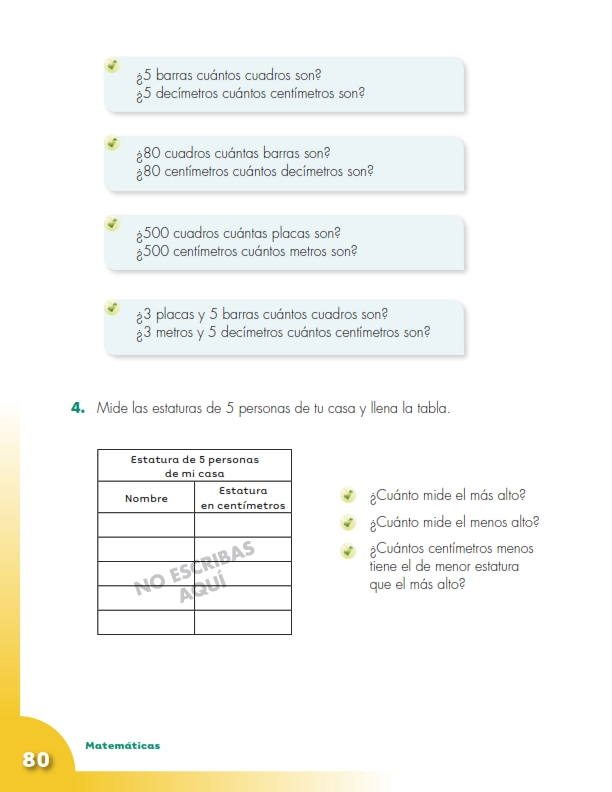 ¿5 barras cuántos cuadros son?
¿5 decímetros cuántos centímetros son?
¿80 cuadros cuántas barras son?
¿80 centímetros cuántos decímetros son?
¿500 cuadros cuántas placas son?
¿500 centímetros cuántos metros son?
¿3 placas y 5 barras cuántos cuadros son?
¿3 metros y 5 decímetros cuántos centímetros son?
4. Mide las estaturas de 5 personas de tu casa y llena la tabla.
Estatura de 5 personas
de mi casa
Nombre
Estatura
en centímetros
NO ESCRIBAS
AQUÍ
¿Cuánto mide el más alto?
¿Cuánto mide el menos alto?
¿Cuántos centímetros menos
tiene el de menor estatura
que el más alto?
Matemáticas
80